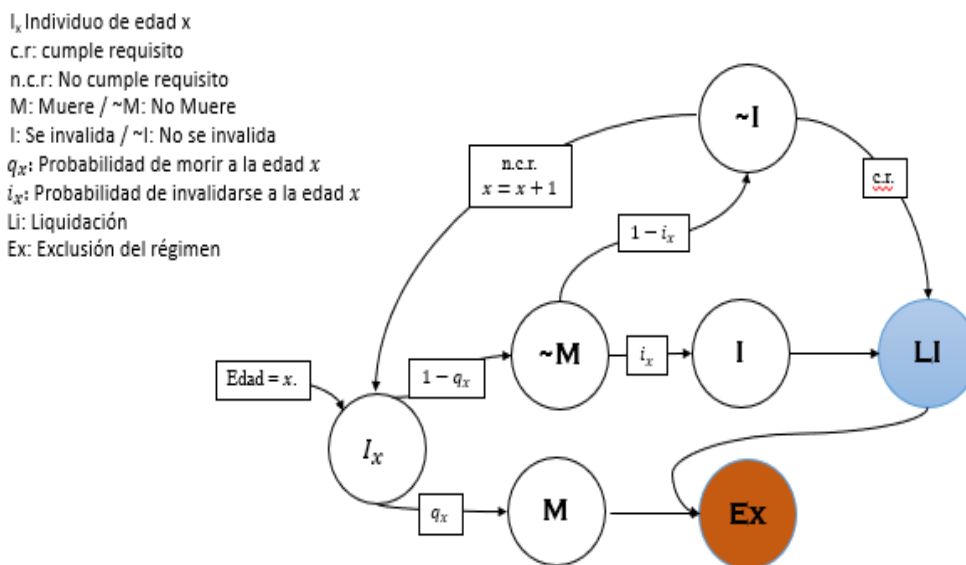 Iₓ Individuo de edad x
c.r: cumple requisito
n.c.r: No cumple requisito
M: Muere / ~M: No Muere
I: Se invalida / ~I: No se invalida
qₓ: Probabilidad de morir a la edad x
iₓ: Probabilidad de invalidarse a la edad x
Li: Liquidación
Ex: Exclusión del régimen
~I
n.c.r.
x = x + 1
c.r.
1 − iₓ
~M
iₓ
I
LI
Edad = x.
1 − qₓ
Iₓ
qₓ
M
Ex